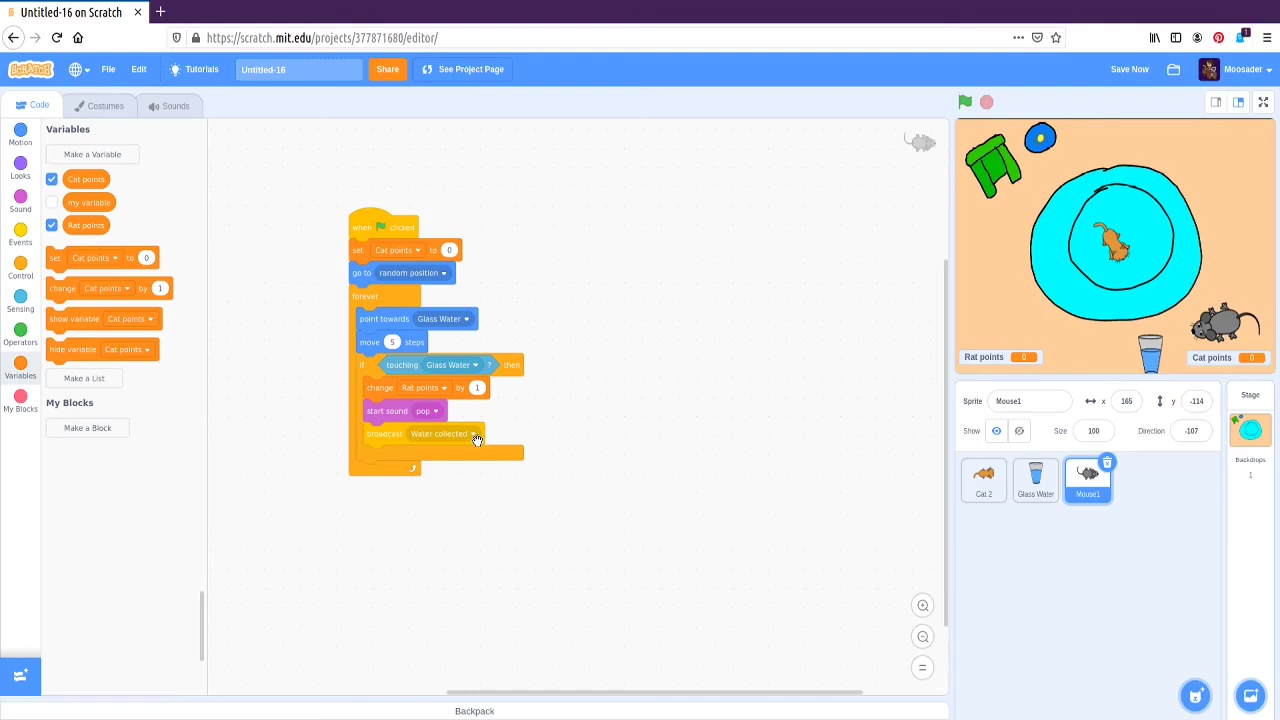 Untitled-16 on Scratch
https://scratch.mit.edu/projects/377871680/editor/
SCRATCH File Edit Tutorials Untitled-16 Share See Project Page Save Now Moosader
Code Costumes Sounds
Motion
Looks
Sound
Events
Control
Sensing
Operators
Variables
My Blocks
Variables
Make a Variable
Cat points
my variable
Rat points
set Cat points to 0
change Cat points by 1
show variable Cat points
hide variable Cat points
Make a List
My Blocks
Make a Block
when clicked
set Cat points to 0
go to random position
forever
point towards Glass Water
move 5 steps
if touching Glass Water ? then
change Rat points by 1
start sound pop
broadcast Water collected
Rat points 0
Cat points 0
Sprite Mouse1 x 165 y -114
Show Size 100 Direction -107
Cat 2
Glass Water
Mouse1
Stage
Backdrops
1
Backpack
1